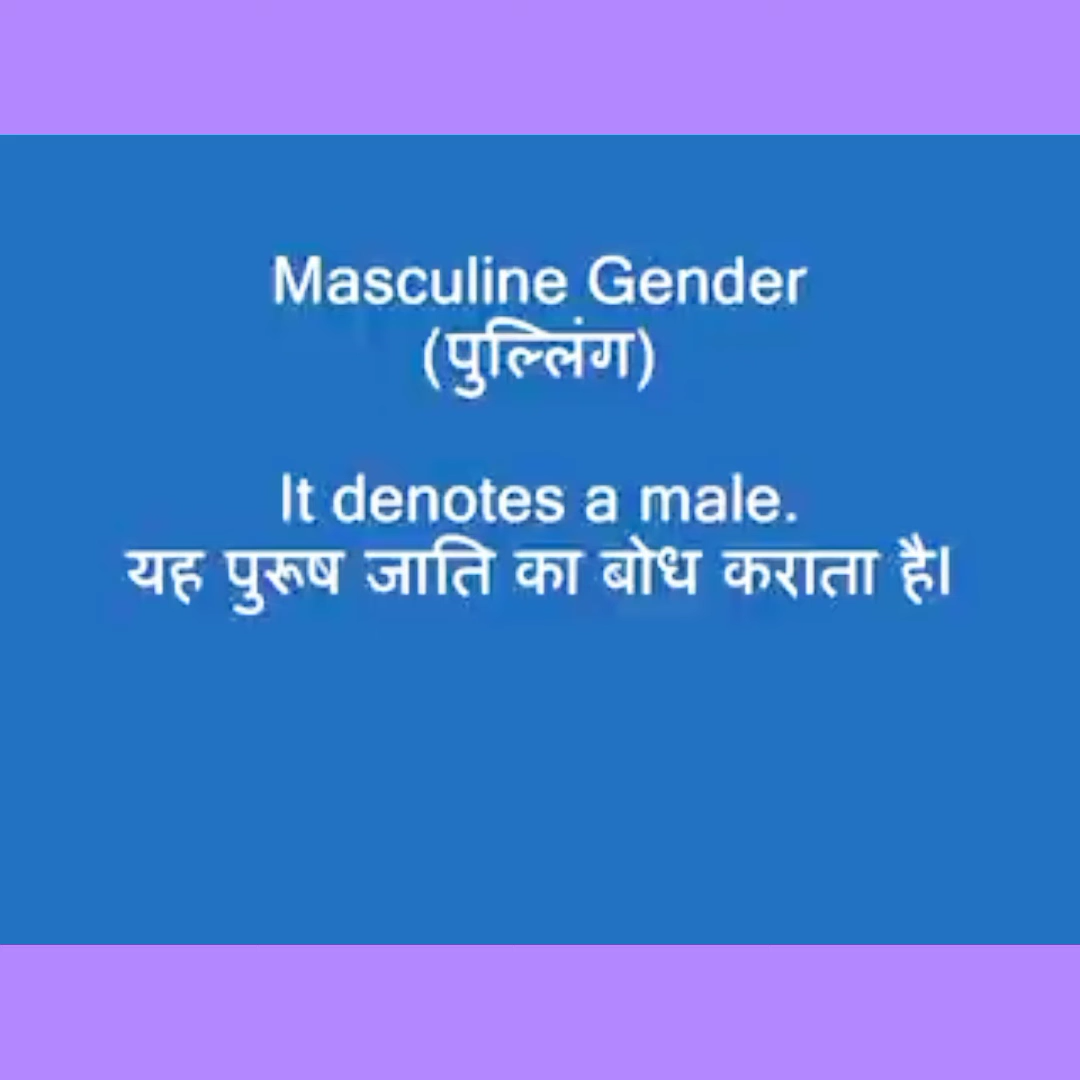 Masculine Gender
(पुल्लिंग)
It denotes a male.
यह पुरूष जाति का बोध कराता है।